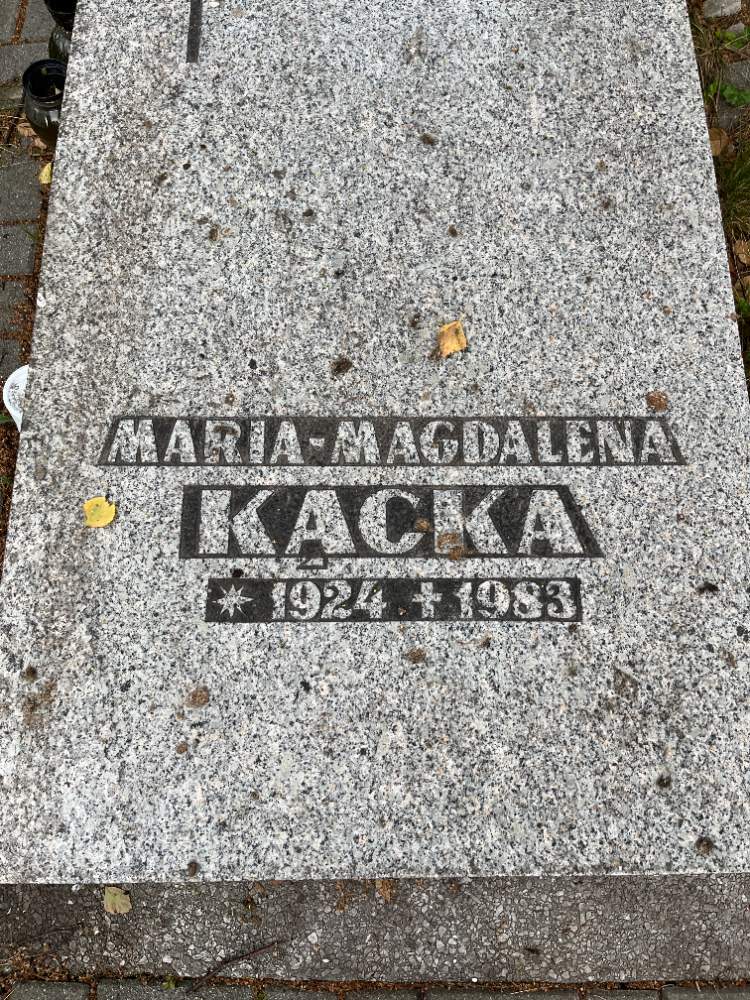 MARIA-MAGDALENA
KĄCKA
* 1924 ✝ 1983